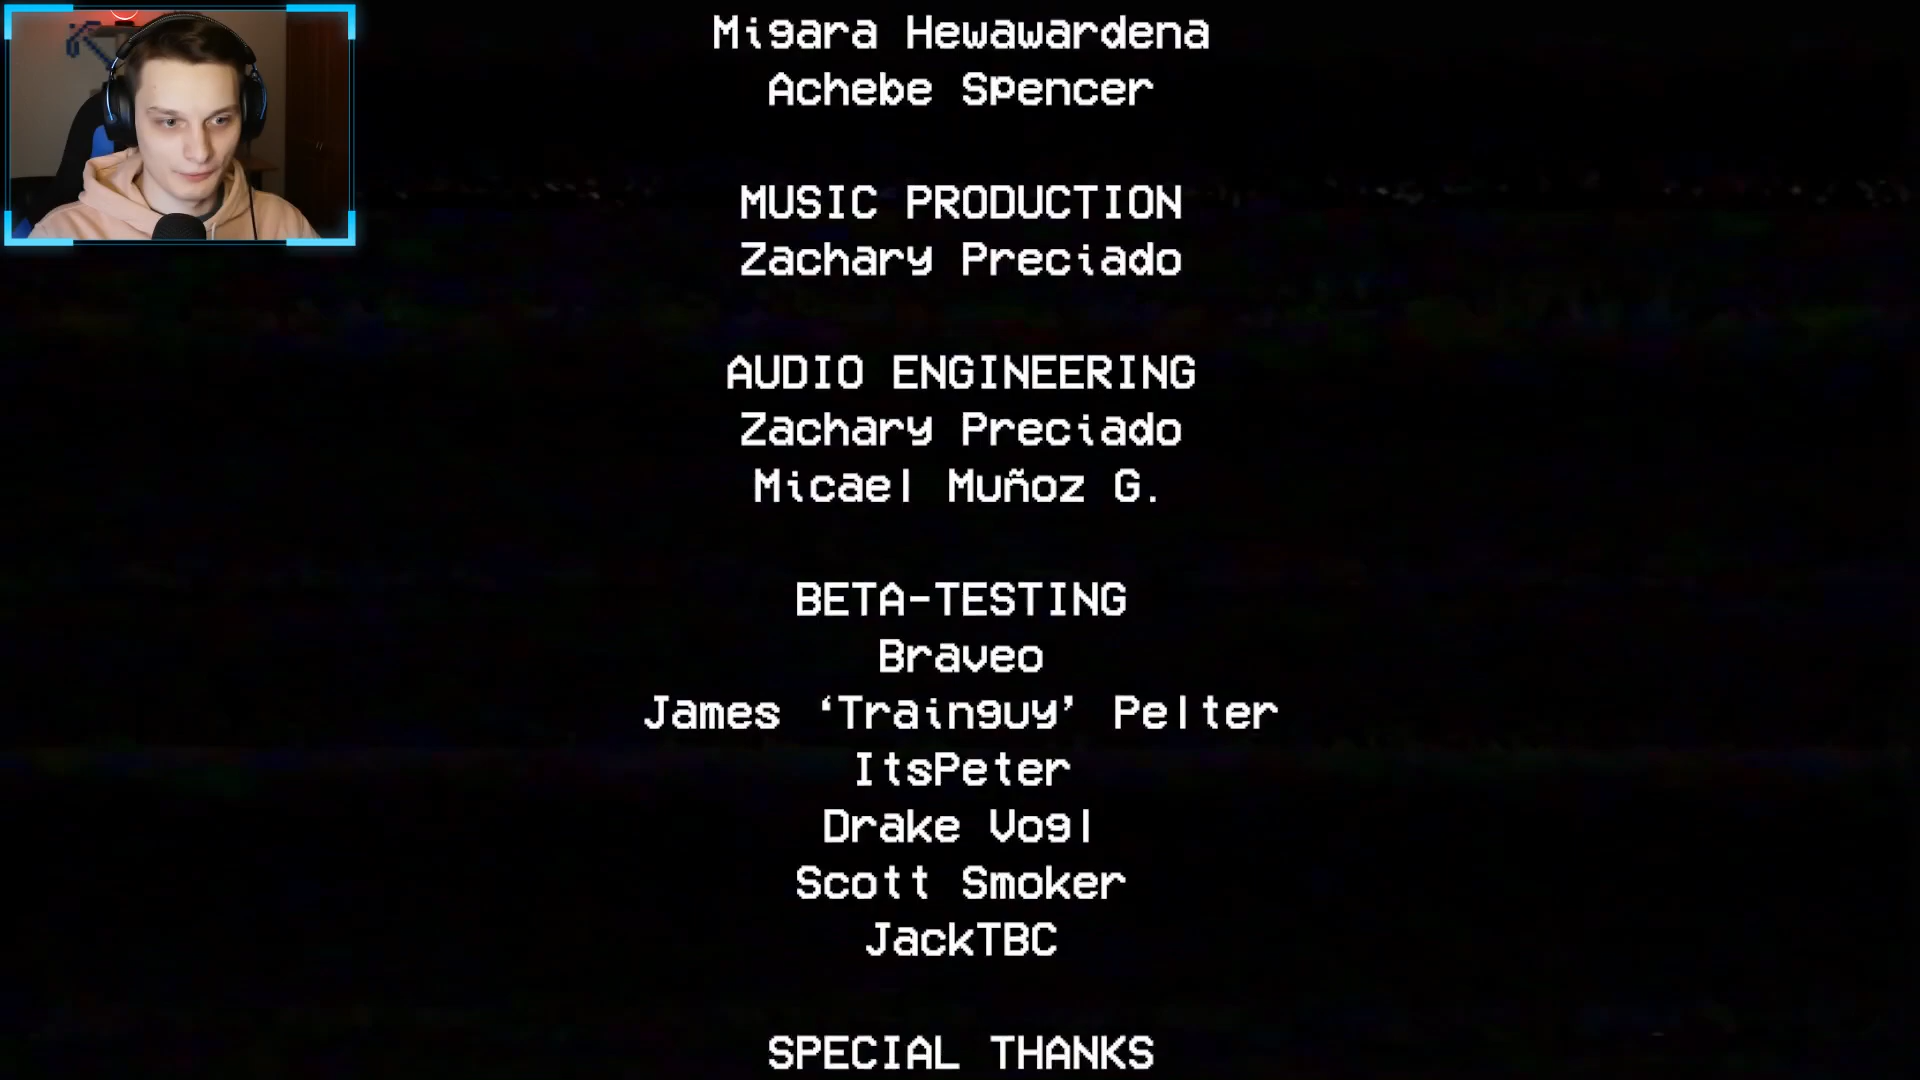 Migara Hewawardena
Achebe Spencer
MUSIC PRODUCTION
Zachary Preciado
AUDIO ENGINEERING
Zachary Preciado
Micael Muñoz G.
BETA-TESTING
Braveo
James ‘Trainguy’ Pelter
ItsPeter
Drake Vogl
Scott Smoker
JackTBC
SPECIAL THANKS